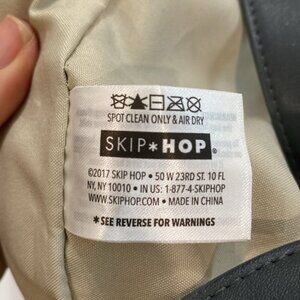 SPOT CLEAN ONLY & AIR DRY
SKIP*HOP®
©2017 SKIP HOP • 50 W 23RD ST. 10 FL
NY, NY 10010 • IN US: 1-877-4-SKIPHOP
WWW.SKIPHOP.COM • MADE IN CHINA
*SEE REVERSE FOR WARNINGS